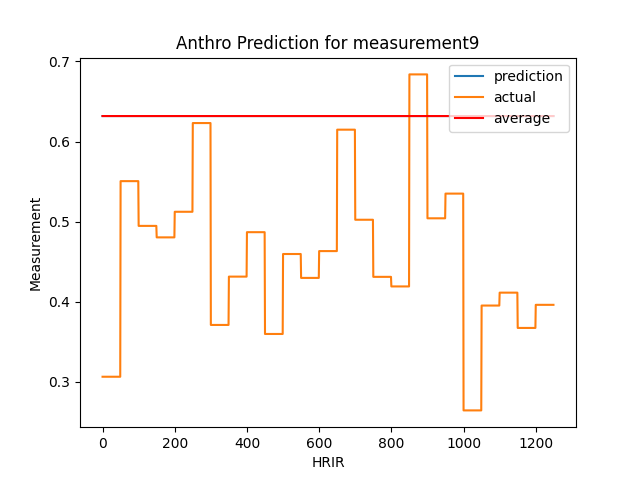 Anthro Prediction for measurement9
prediction
actual
average
Measurement
0.7
0.6
0.5
0.4
0.3
0 200 400 600 800 1000 1200
HRIR